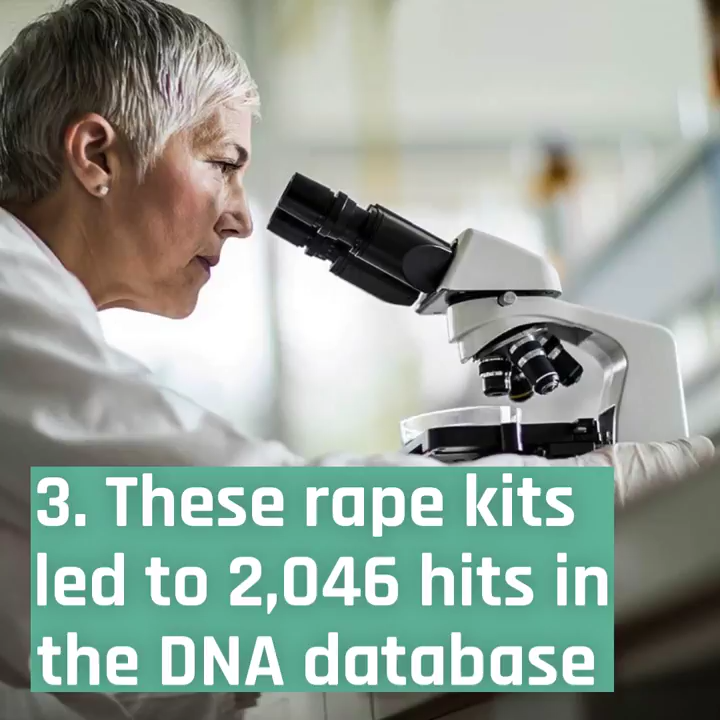 3. These rape kits
led to 2,046 hits in
the DNA database